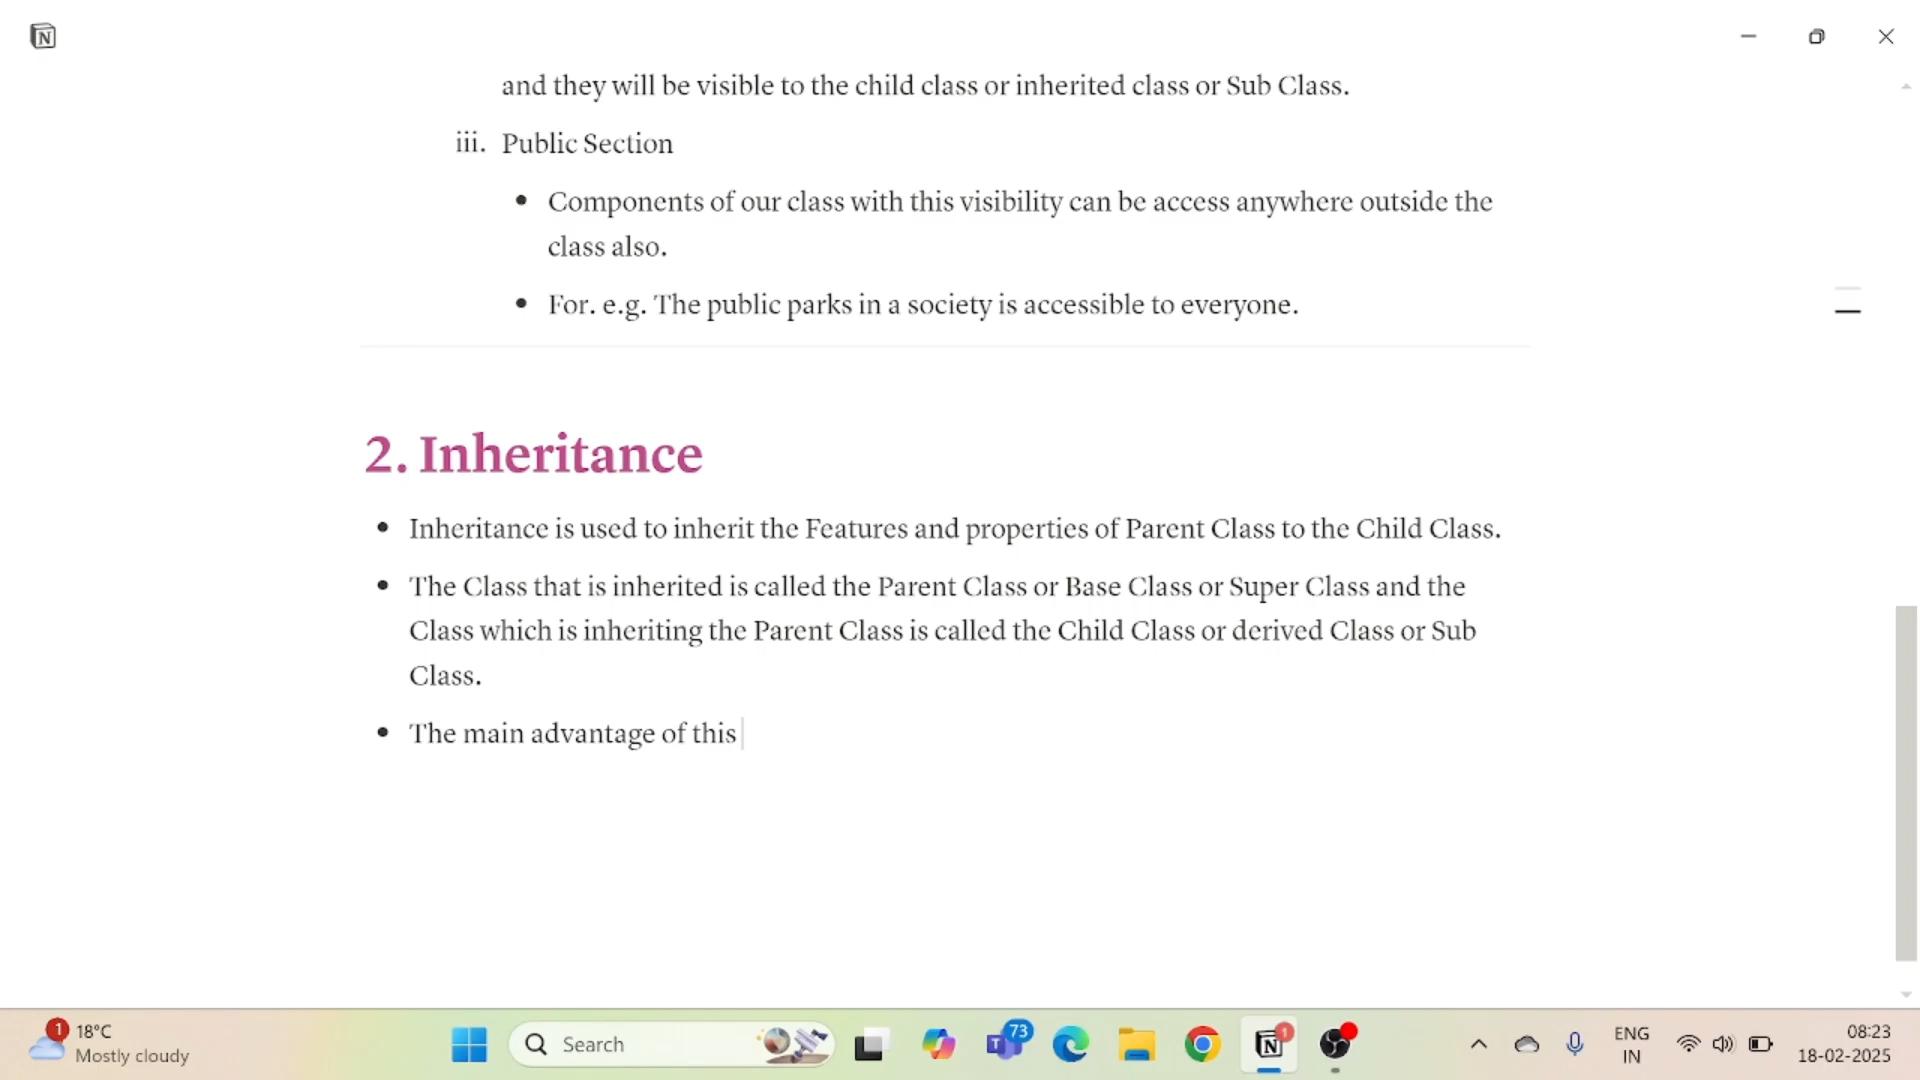 and they will be visible to the child class or inherited class or Sub Class.
iii. Public Section
• Components of our class with this visibility can be access anywhere outside the
class also.
• For. e.g. The public parks in a society is accessible to everyone.
2. Inheritance
• Inheritance is used to inherit the Features and properties of Parent Class to the Child Class.
• The Class that is inherited is called the Parent Class or Base Class or Super Class and the
Class which is inheriting the Parent Class is called the Child Class or derived Class or Sub
Class.
• The main advantage of this
1
18°C
Mostly cloudy
Search
73
1
ENG
IN
08:23
18-02-2025